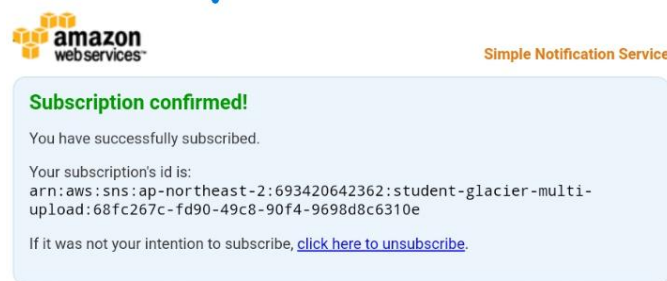 amazon
webservices™
Simple Notification Service
Subscription confirmed!
You have successfully subscribed.
Your subscription's id is:
arn:aws:sns:ap-northeast-2:693420642362:student-glacier-multi-
upload:68fc267c-fd90-49c8-90f4-9698d8c6310e
If it was not your intention to subscribe, click here to unsubscribe.